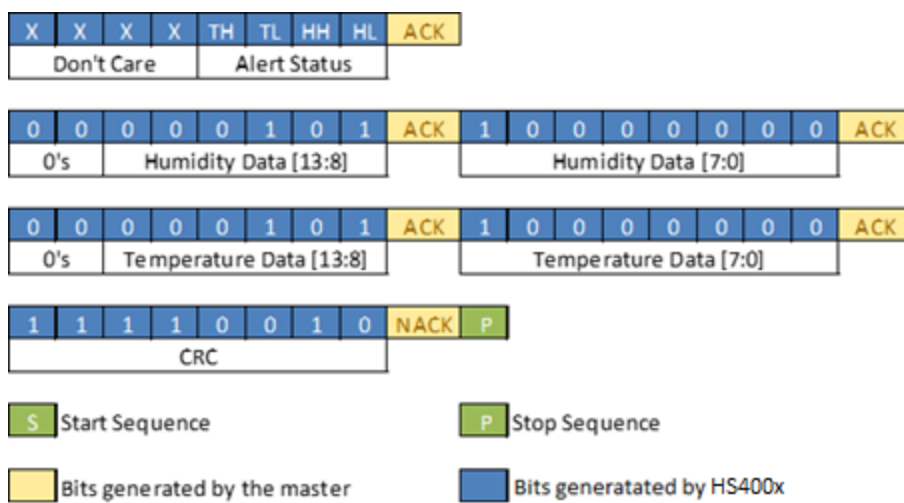 X X X X TH TL HH HL ACK
Don't Care Alert Status
0 0 0 0 0 1 0 1 ACK 1 0 0 0 0 0 0 0 ACK
0's Humidity Data [13:8] Humidity Data [7:0]
0 0 0 0 0 1 0 1 ACK 1 0 0 0 0 0 0 0 ACK
0's Temperature Data [13:8] Temperature Data [7:0]
1 1 1 1 0 0 1 0 NACK P
CRC
S Start Sequence P Stop Sequence
Bits generated by the master Bits generatated by HS400x